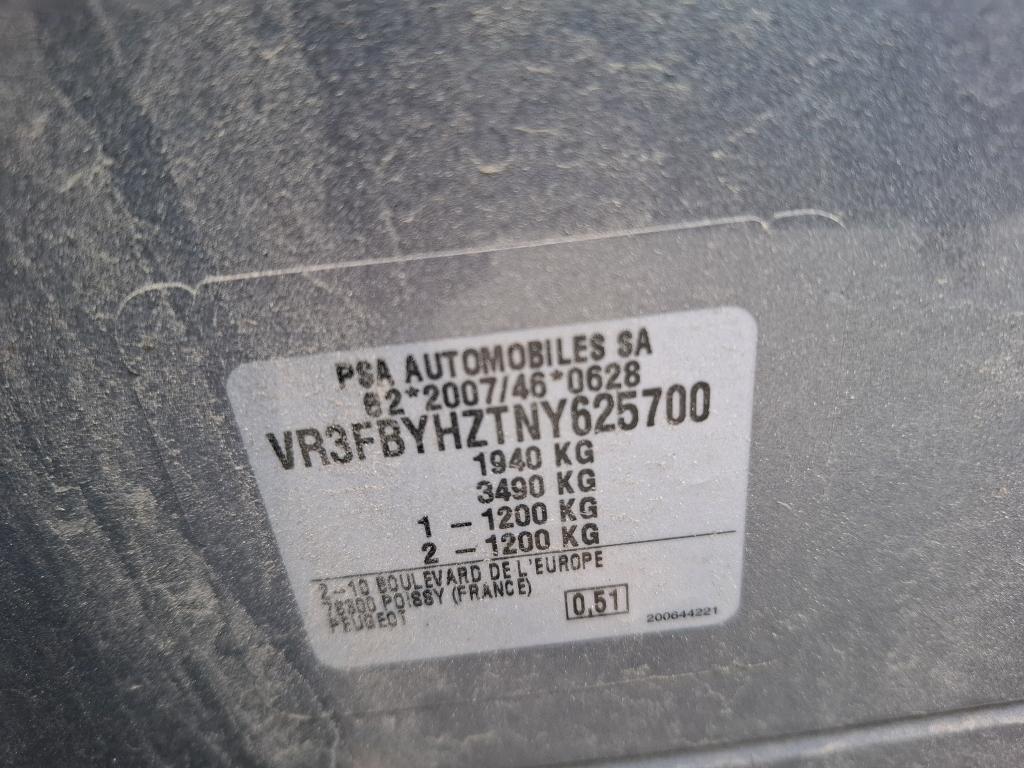 PSA AUTOMOBILES SA
e2*2007/46*0628
VR3FBYHZTNY625700
1940 KG
3490 KG
1 - 1200 KG
2 - 1200 KG
2-10 BOULEVARD DE L'EUROPE
78300 POISSY (FRANCE)
PEUGEOT
0,51
200644221